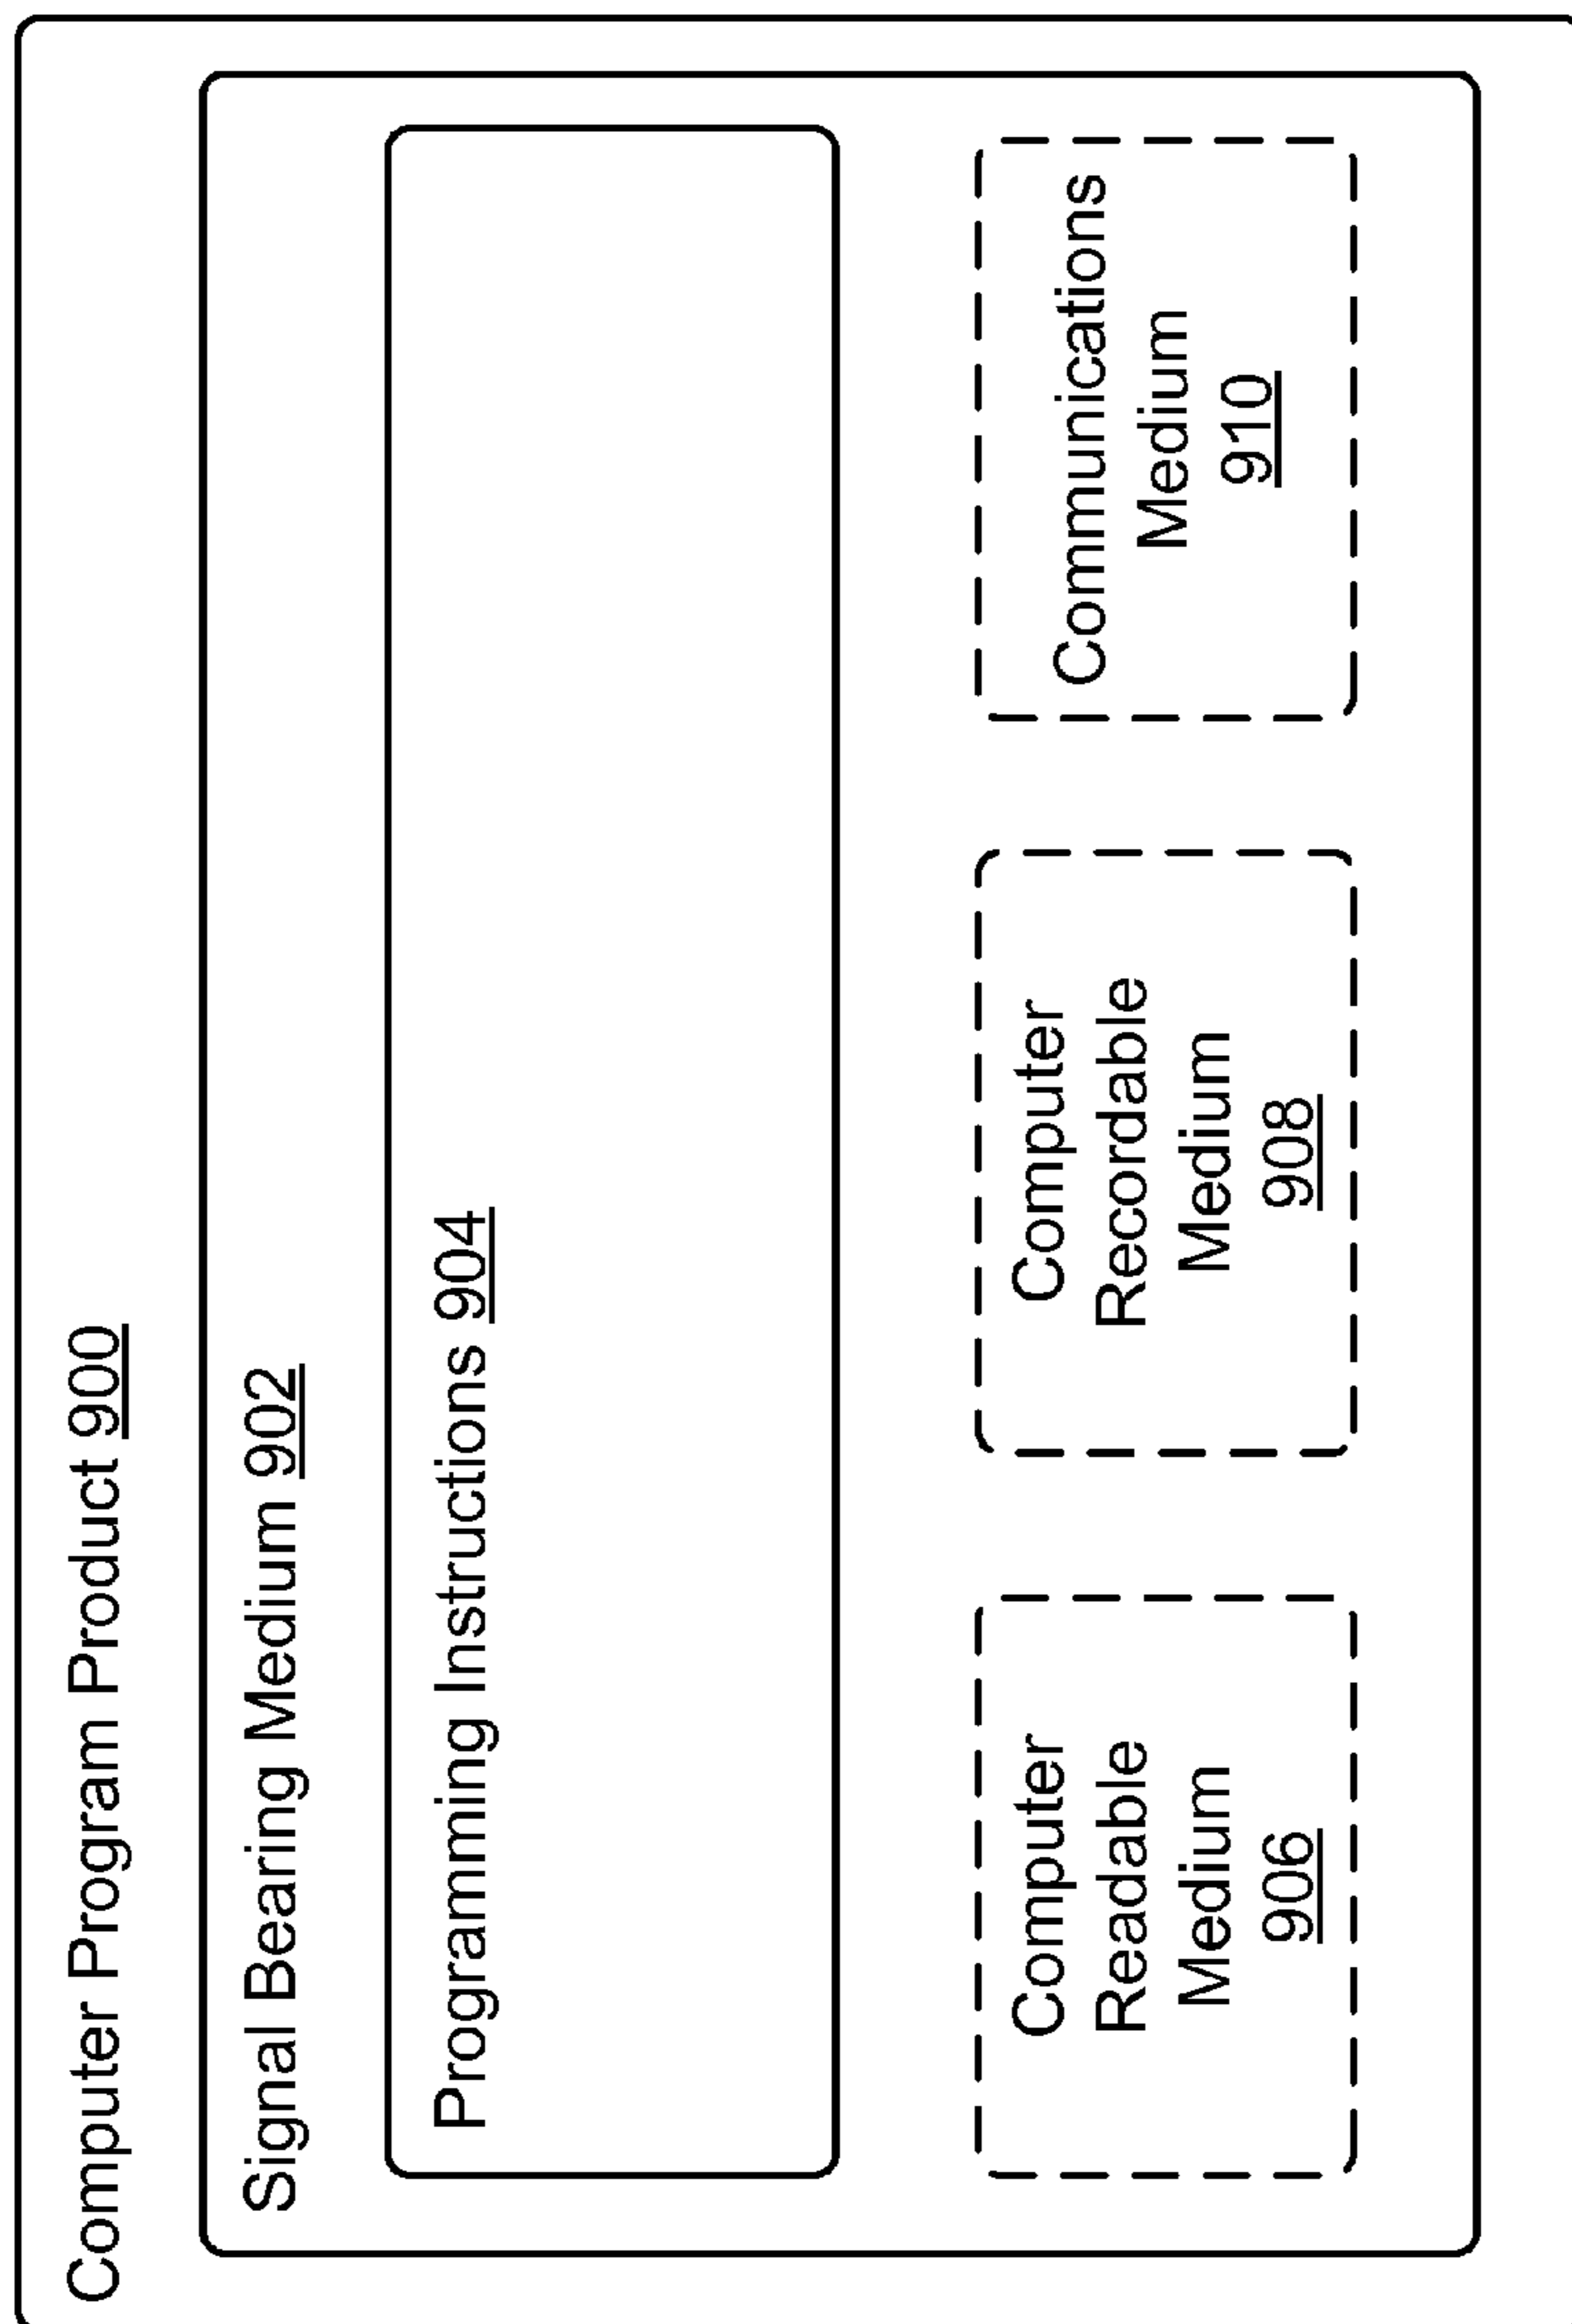 Computer Program Product 900
Signal Bearing Medium 902
Programming Instructions 904
Computer
Readable
Medium
906
Computer
Recordable
Medium
908
Communications
Medium
910